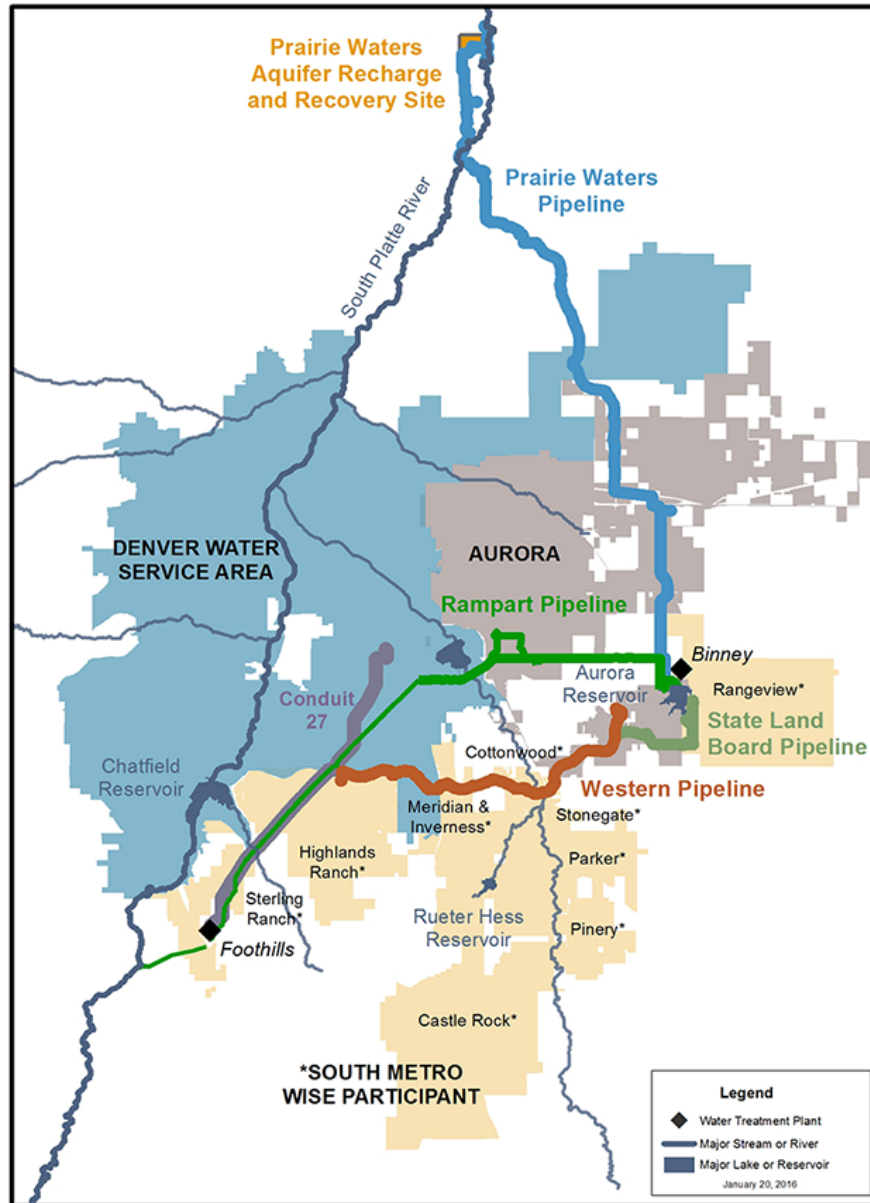 Prairie Waters
Aquifer Recharge
and Recovery Site
Prairie Waters
Pipeline
South Platte River
DENVER WATER
SERVICE AREA
AURORA
Rampart Pipeline
Binney
Aurora
Reservoir
Rangeview*
Conduit
27
State Land
Board Pipeline
Cottonwood*
Chatfield
Reservoir
Western Pipeline
Meridian &
Inverness*
Stonegate*
Highlands
Ranch*
Parker*
Sterling
Ranch*
Rueter Hess
Reservoir
Pinery*
Foothills
Castle Rock*
*SOUTH METRO
WISE PARTICIPANT
Legend
Water Treatment Plant
Major Stream or River
Major Lake or Reservoir
January 20, 2016